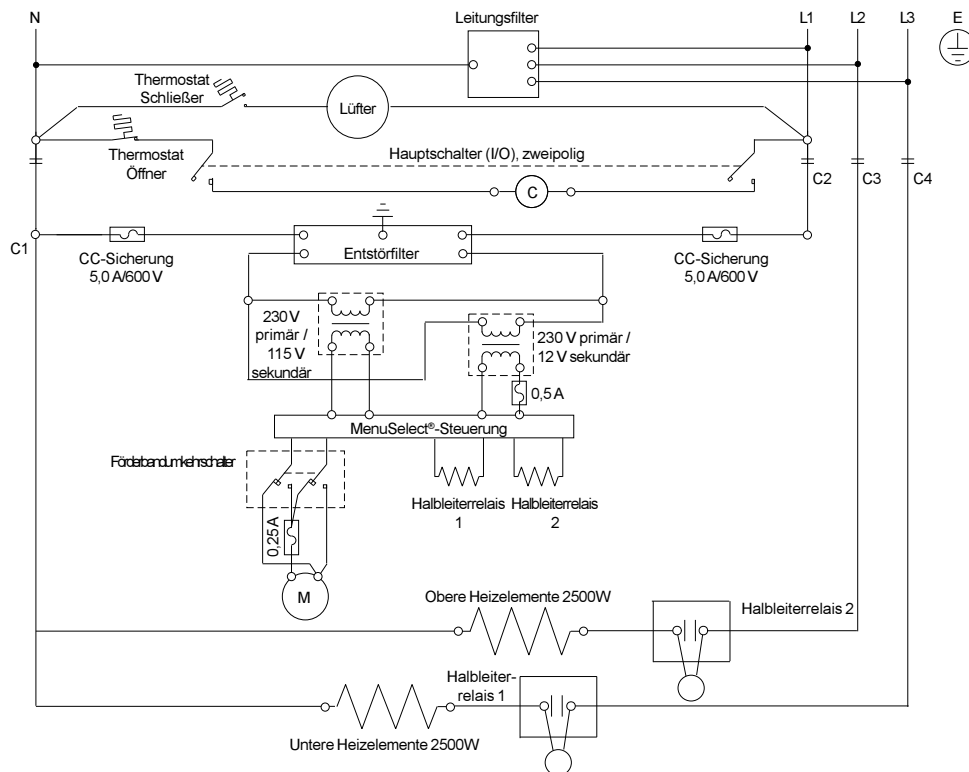 N
Leitungsfilter
L1
L2
L3
E
Thermostat
Schließer
Lüfter
Thermostat
Öffner
Hauptschalter (I/O), zweipolig
C
C2
C3
C4
C1
CC-Sicherung
5,0 A/600 V
Entstörfilter
CC-Sicherung
5,0 A/600 V
230 V
primär /
115 V
sekundär
230 V primär /
12 V sekundär
0,5 A
MenuSelect®-Steuerung
Förderbandumkehrschalter
Halbleiterrelais
1
Halbleiterrelais
2
0,25 A
M
Obere Heizelemente 2500W
Halbleiterrelais 2
Halbleiter-
relais 1
Untere Heizelemente 2500W